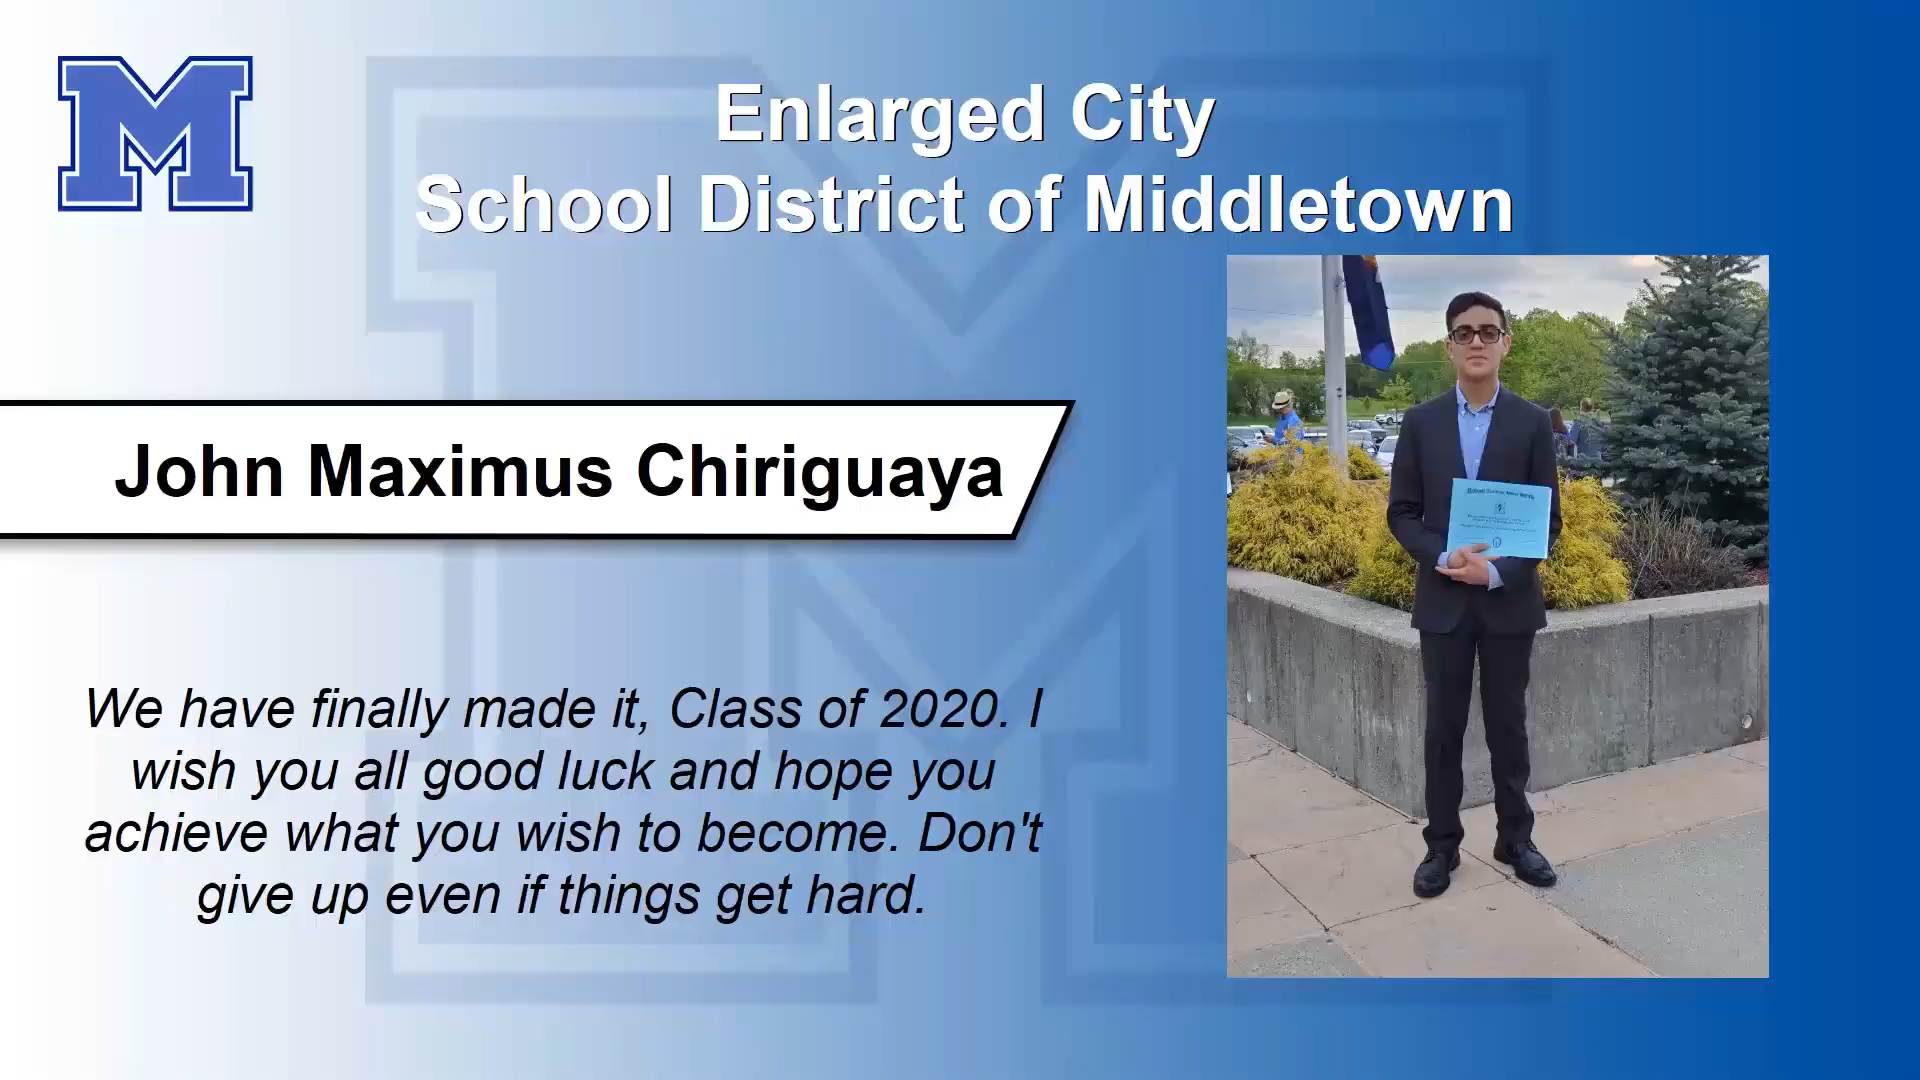 M
Enlarged City
School District of Middletown
John Maximus Chiriguaya
We have finally made it, Class of 2020. I
wish you all good luck and hope you
achieve what you wish to become. Don't
give up even if things get hard.